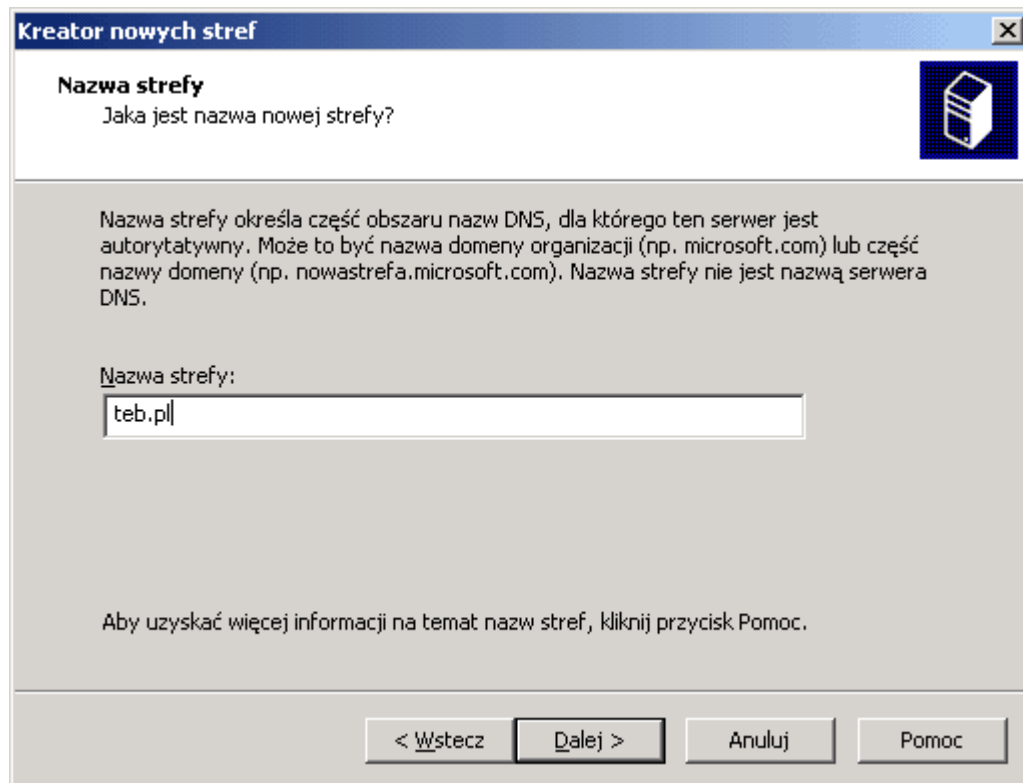 Kreator nowych stref
Nazwa strefy
Jaka jest nazwa nowej strefy?
Nazwa strefy określa część obszaru nazw DNS, dla którego ten serwer jest
autorytatywny. Może to być nazwa domeny organizacji (np. microsoft.com) lub część
nazwy domeny (np. nowastrefa.microsoft.com). Nazwa strefy nie jest nazwą serwera
DNS.
Nazwa strefy:
teb.pl
Aby uzyskać więcej informacji na temat nazw stref, kliknij przycisk Pomoc.
< Wstecz Dalej > Anuluj Pomoc